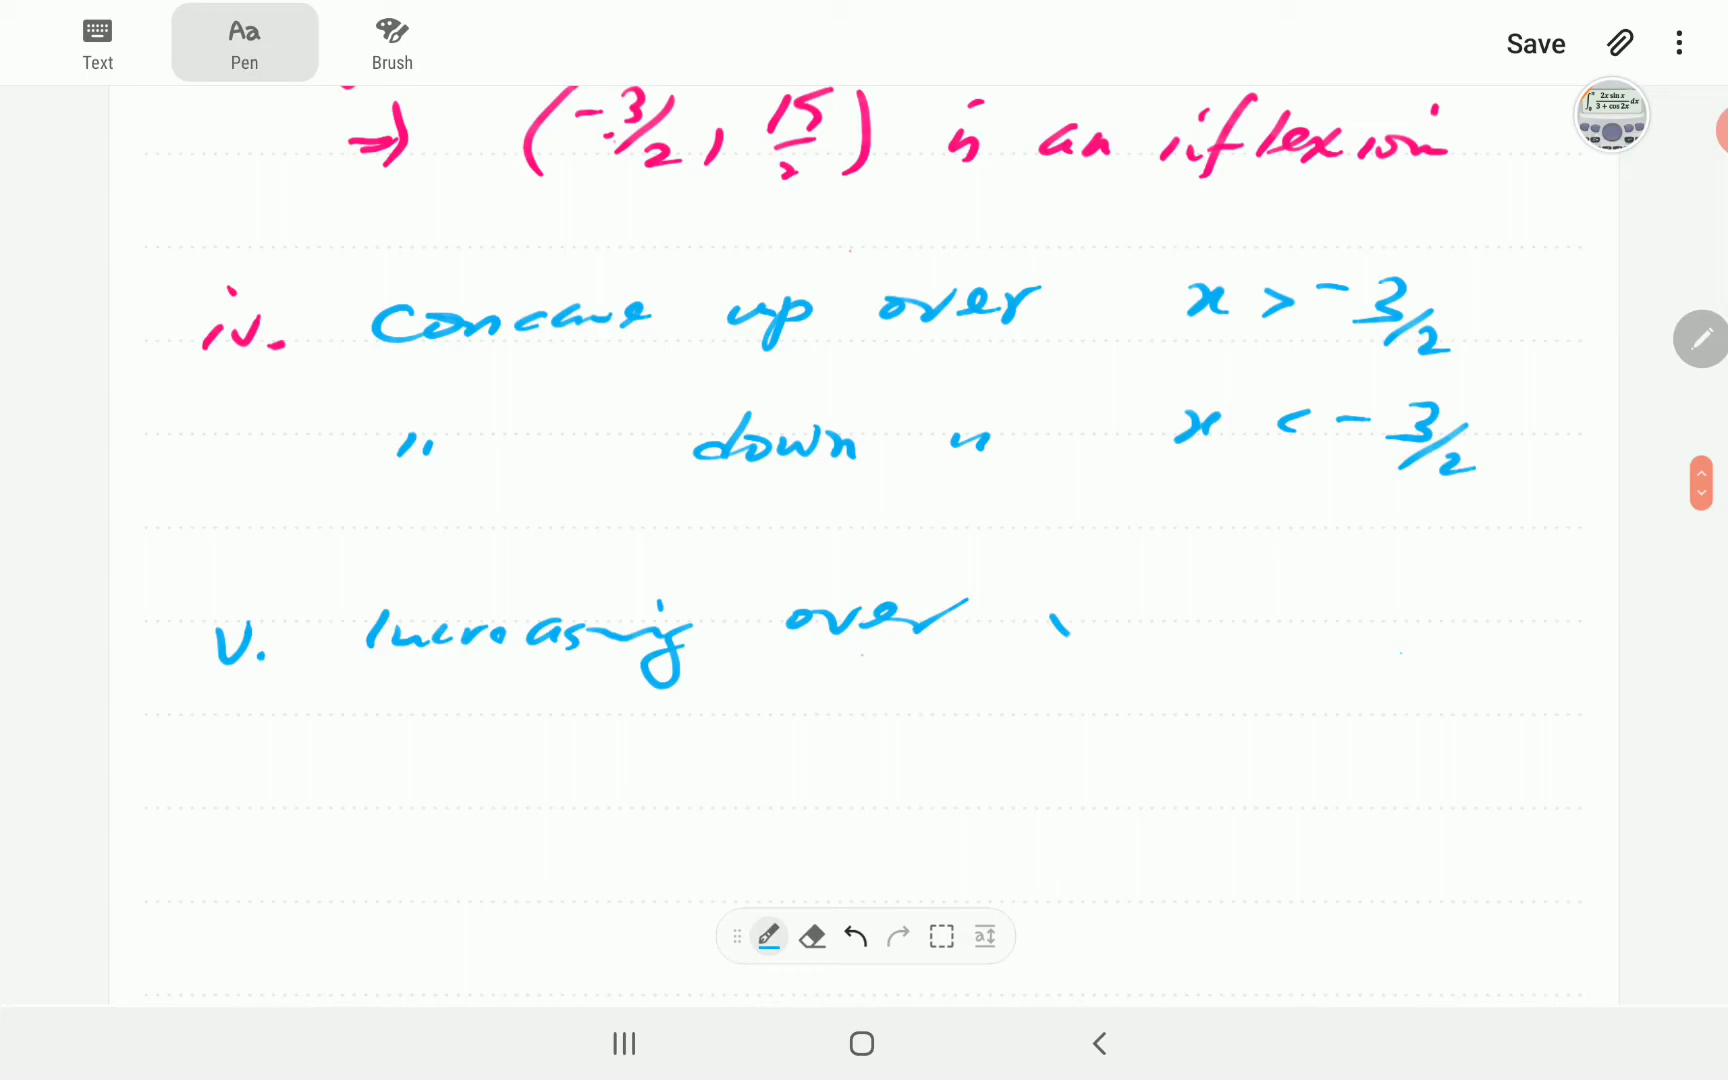 Text Pen Brush Save
⇒ (-3/2, 15/2) is an iflexion
iv. Concave up over x > -3/2
" down " x < -3/2
v. Increasing over